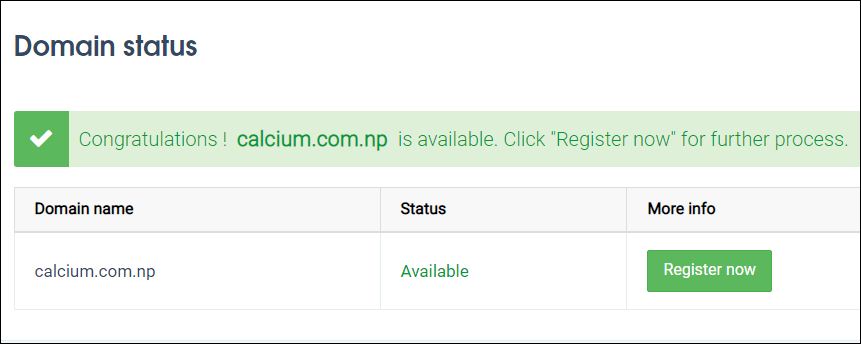 Domain status
Congratulations ! calcium.com.np is available. Click "Register now" for further process.
Domain name Status More info
calcium.com.np Available Register now